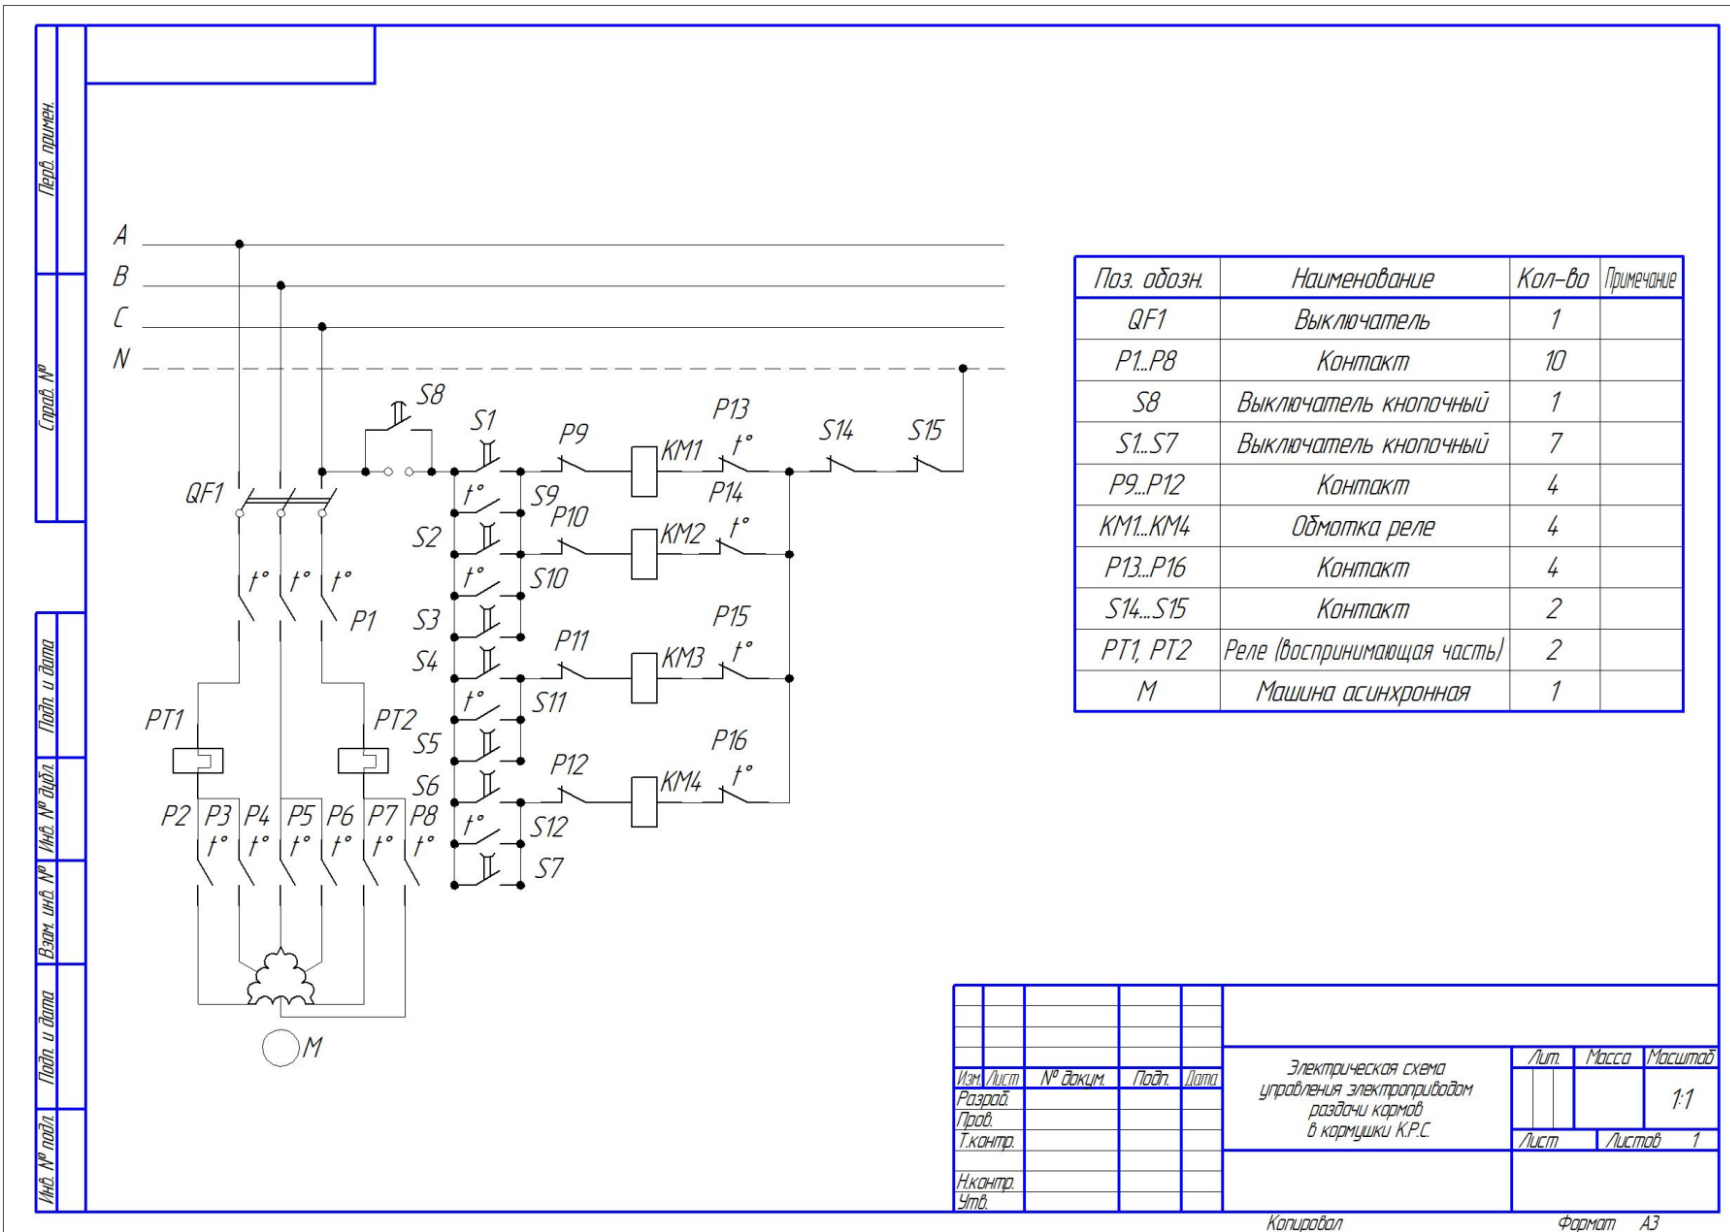 Перв. примен.
Справ. №
Подп. и дата
Инв. № дубл.
Взам. инв. №
Подп. и дата
Инв. № подл.
A
B
C
N
S8
S1
P9
KM1
P13
t°
S14
S15
QF1
t°
S9
P10
KM2
P14
t°
S2
t°
S10
t° t° t°
P1
S3
S4
P11
KM3
P15
t°
t°
S11
PT1
PT2
S5
S6
P12
KM4
P16
t°
P2 P3 P4 P5 P6 P7 P8
t° t° t° t° t° t°
t°
S12
S7
M
Поз. обозн. Наименование Кол-во Примечание
QF1 Выключатель 1
P1...P8 Контакт 10
S8 Выключатель кнопочный 1
S1...S7 Выключатель кнопочный 7
P9...P12 Контакт 4
KM1...KM4 Обмотка реле 4
P13...P16 Контакт 4
S14...S15 Контакт 2
PT1, PT2 Реле (воспринимающая часть) 2
M Машина асинхронная 1
Изм. Лист № докум. Подп. Дата
Разраб.
Пров.
Т.контр.
Н.контр.
Утв.
Электрическая схема
управления электроприводом
раздачи кормов
в кормушки К.Р.С.
Лит. Масса Масштаб
1:1
Лист Листов 1
Копировал Формат А3